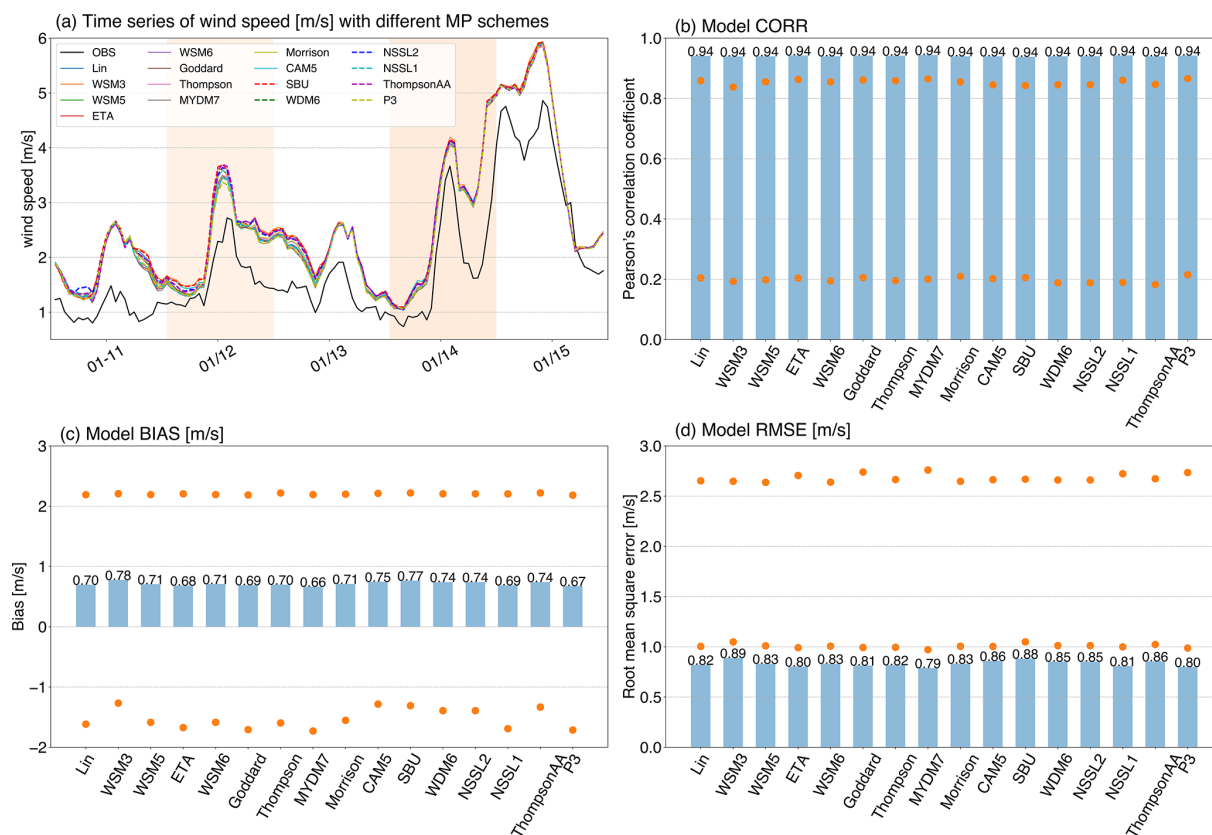 (a) Time series of wind speed [m/s] with different MP schemes
wind speed [m/s]
6
5
4
3
2
1
OBS
Lin
WSM3
WSM5
ETA
WSM6
Goddard
Thompson
MYDM7
Morrison
CAM5
SBU
WDM6
NSSL2
NSSL1
ThompsonAA
P3
01-11
01/12
01/13
01/14
01/15
(b) Model CORR
Pearson's correlation coefficient
1.0
0.8
0.6
0.4
0.2
0.0
0.94 0.94 0.94 0.94 0.94 0.94 0.94 0.94 0.94 0.94 0.94 0.94 0.94 0.94 0.94 0.94
Lin WSM3 WSM5 ETA WSM6 Goddard Thompson MYDM7 Morrison CAM5 SBU WDM6 NSSL2 NSSL1 ThompsonAA P3
(c) Model BIAS [m/s]
Bias [m/s]
3
2
1
0
−1
−2
0.70 0.78 0.71 0.68 0.71 0.69 0.70 0.66 0.71 0.75 0.77 0.74 0.74 0.69 0.74 0.67
Lin WSM3 WSM5 ETA WSM6 Goddard Thompson MYDM7 Morrison CAM5 SBU WDM6 NSSL2 NSSL1 ThompsonAA P3
(d) Model RMSE [m/s]
Root mean square error [m/s]
3.0
2.5
2.0
1.5
1.0
0.5
0.0
0.82 0.89 0.83 0.80 0.83 0.81 0.82 0.79 0.83 0.86 0.88 0.85 0.85 0.81 0.86 0.80
Lin WSM3 WSM5 ETA WSM6 Goddard Thompson MYDM7 Morrison CAM5 SBU WDM6 NSSL2 NSSL1 ThompsonAA P3